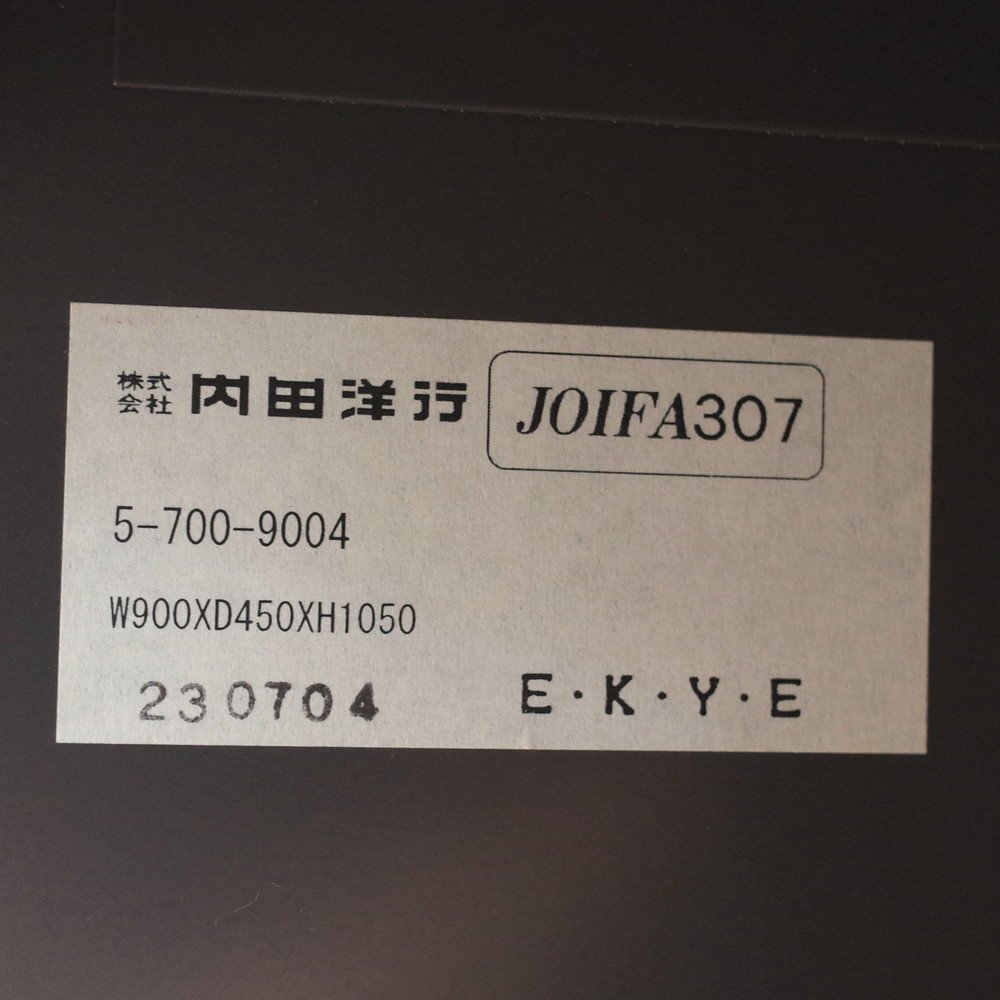 株式会社 内田洋行 JOIFA307
5-700-9004
W900XD450XH1050
230704 E・K・Y・E